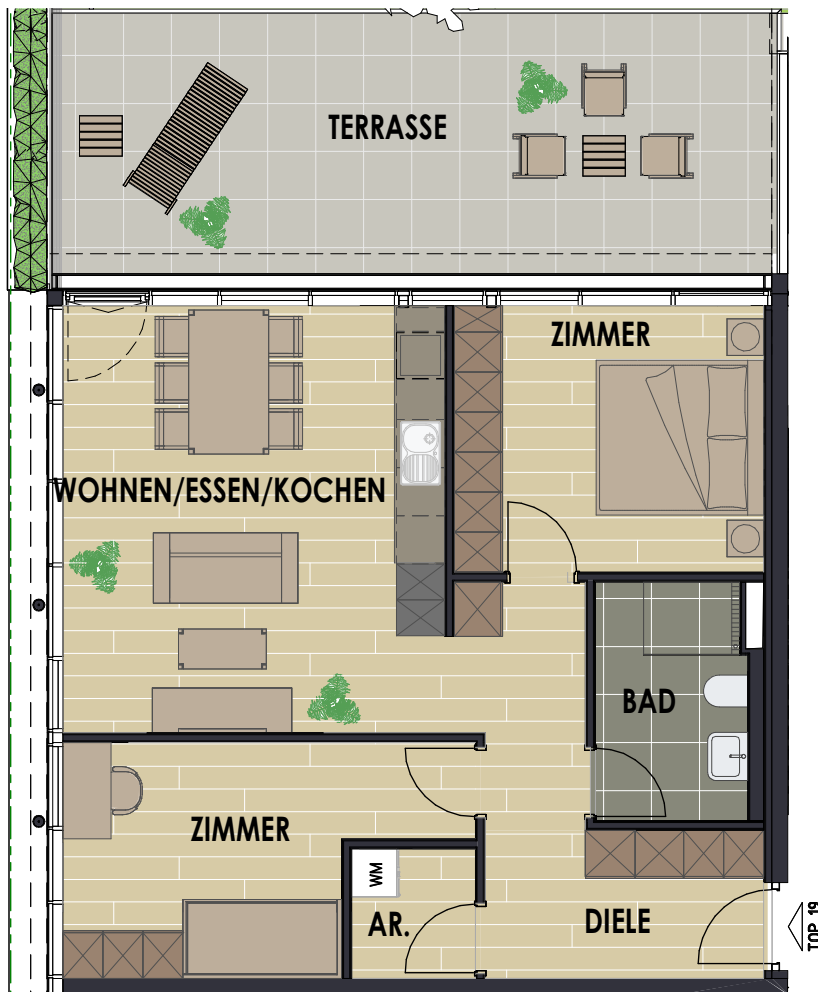 TERRASSE
ZIMMER
WOHNEN/ESSEN/KOCHEN
BAD
ZIMMER
WM
AR.
DIELE
TOP 19